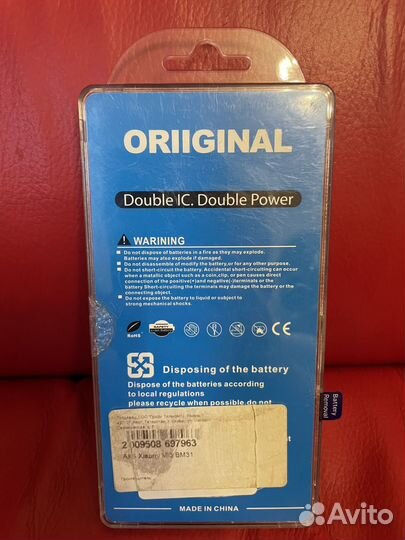 ORIIGINAL
Double IC. Double Power
WARINING
Do not dispose of batteries in a fire as they may explode.
Batteries may also explode if damaged.
Do not disassemble of modify the battery,or for any other purpose.
Do not short-circuit the battery. Accidental short-circuiting can occur
when a matallic object such as a coin,clip, or pen causes direct
connection of the positive(+)and negative(-)terminals or the
battery Short-circuiting the terminals may damage the battery or the
connecting object.
Do not expose the battery to liquid or subject to
strong mechanical shocks.
RoHS
CE
Disposing of the battery
Dispose of the batteries according
to local regulations
please recycle when possible.do not
Battery
Removal
2 009508 697963
Xiaomi BM31
MADE IN CHINA
Avito